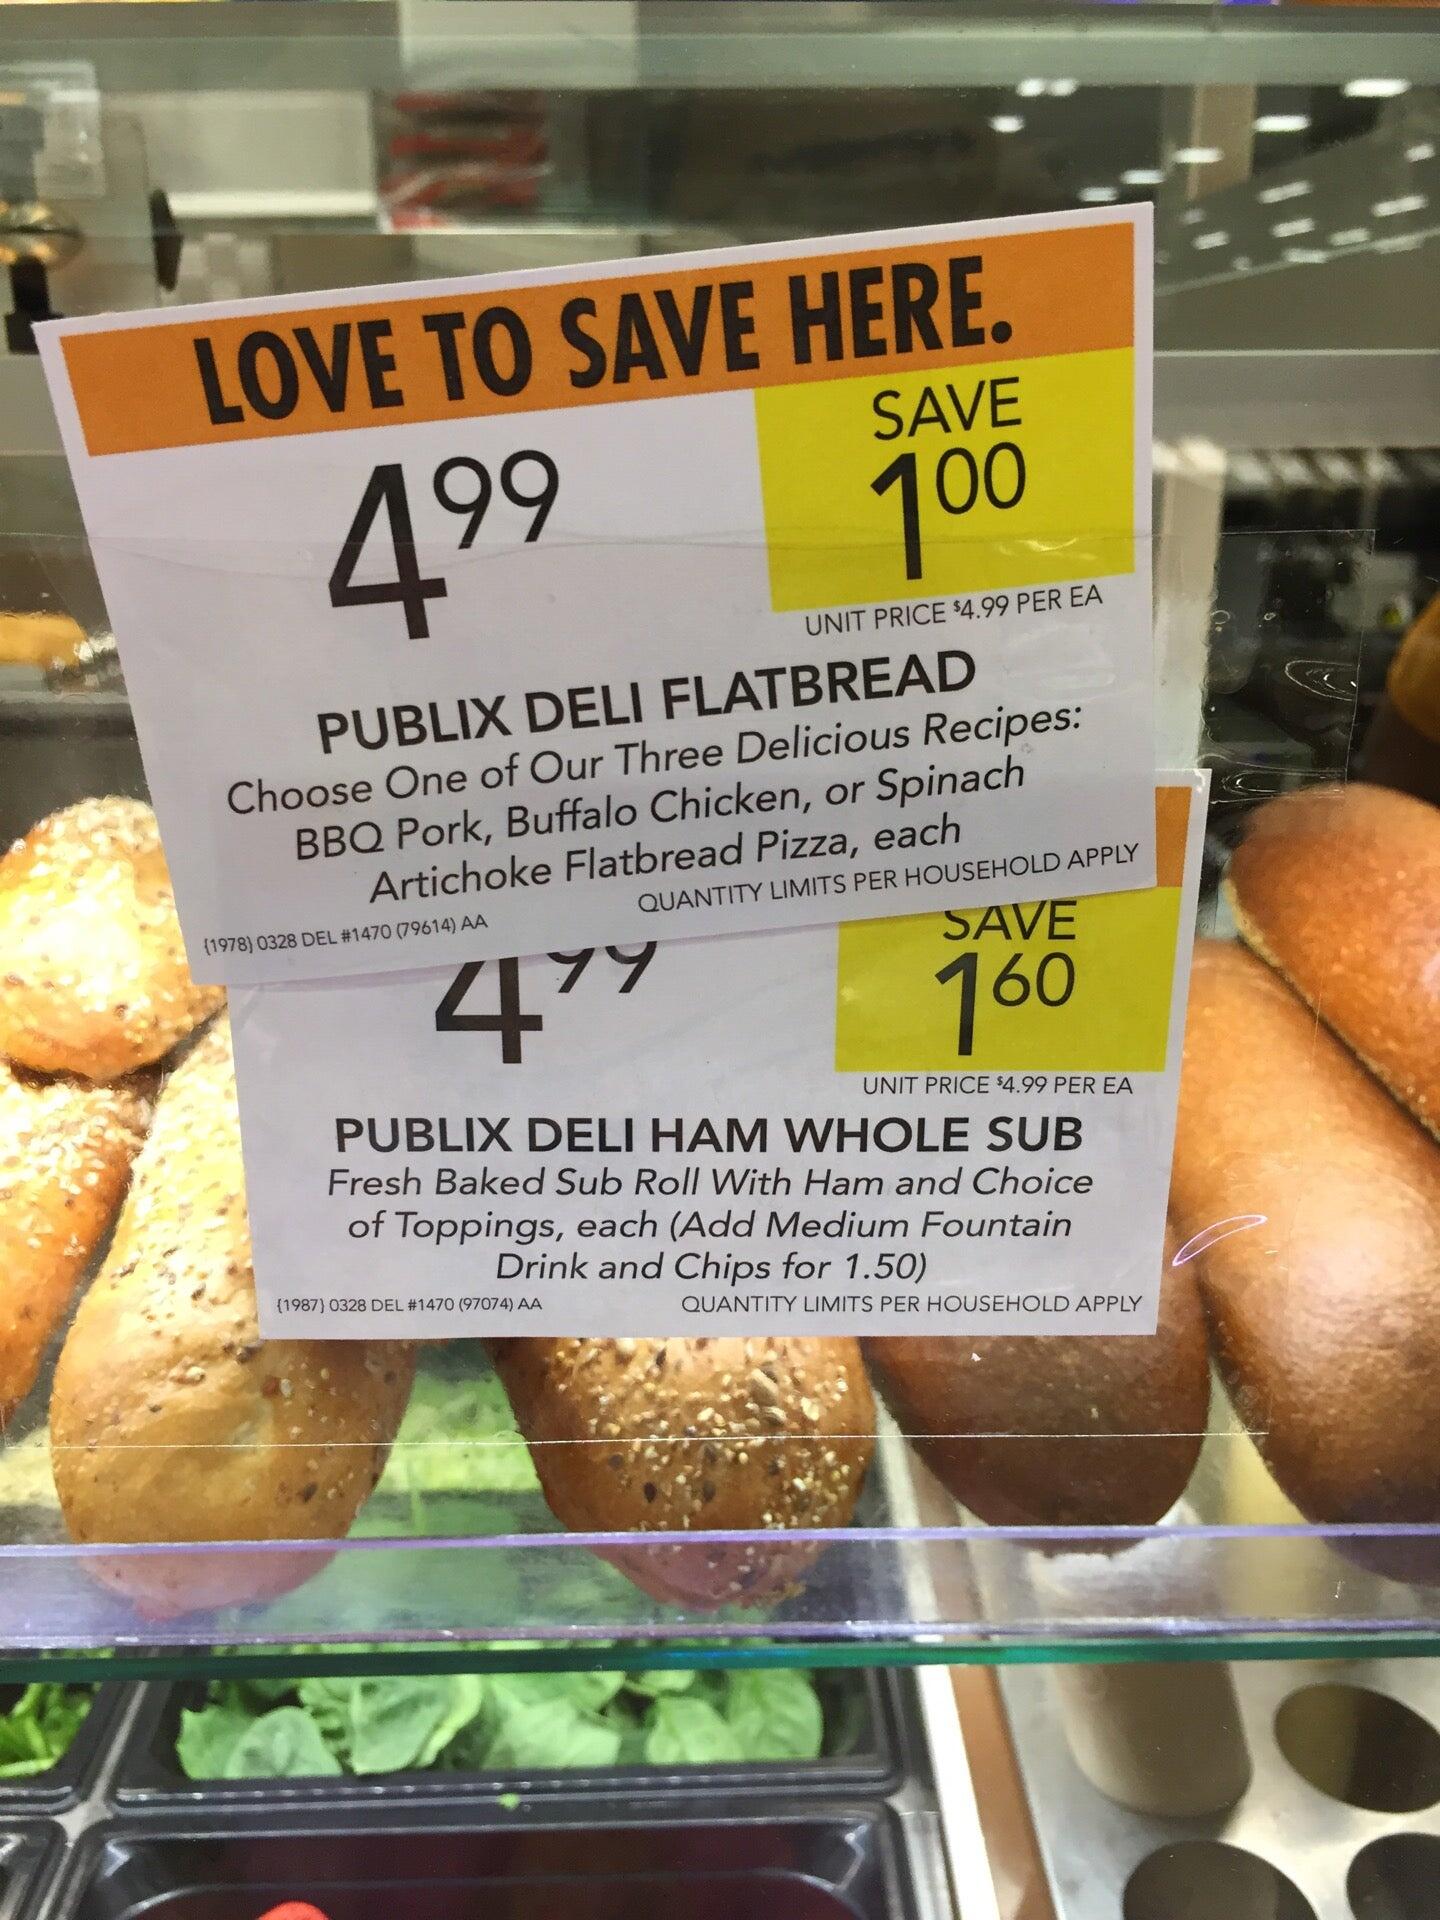 LOVE TO SAVE HERE.
4 99
SAVE
1 00
UNIT PRICE $4.99 PER EA
PUBLIX DELI FLATBREAD
Choose One of Our Three Delicious Recipes:
BBQ Pork, Buffalo Chicken, or Spinach
Artichoke Flatbread Pizza, each
QUANTITY LIMITS PER HOUSEHOLD APPLY
{1978} 0328 DEL #1470 (79614) AA
4 99
SAVE
1 60
UNIT PRICE $4.99 PER EA
PUBLIX DELI HAM WHOLE SUB
Fresh Baked Sub Roll With Ham and Choice
of Toppings, each (Add Medium Fountain
Drink and Chips for 1.50)
{1987} 0328 DEL #1470 (97074) AA QUANTITY LIMITS PER HOUSEHOLD APPLY